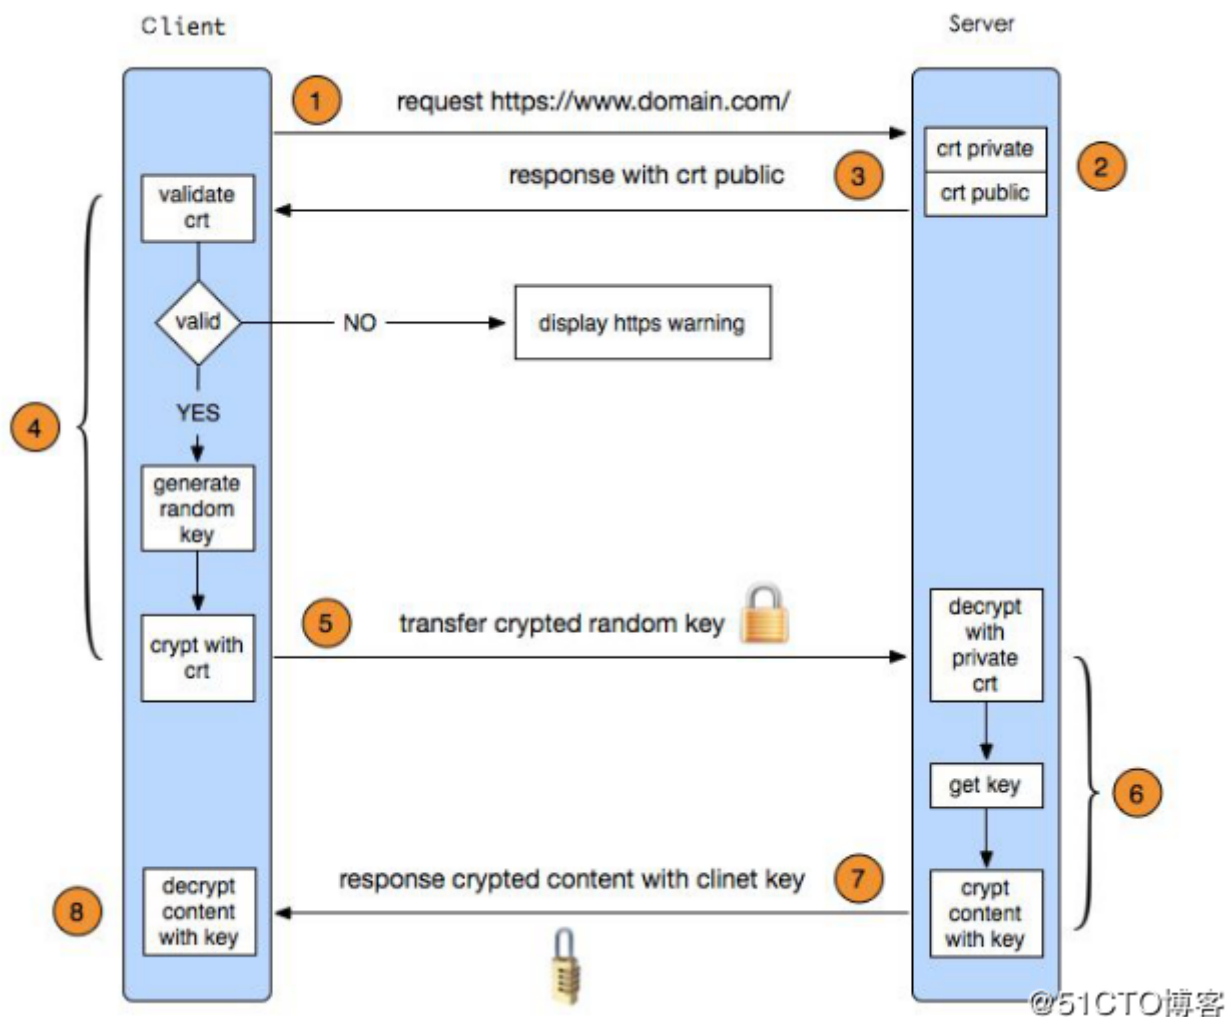 Client
Server
1
request https://www.domain.com/
crt private
2
response with crt public
3
crt public
validate
crt
valid
NO
display https warning
YES
4
generate
random
key
5
transfer crypted random key
crypt with
crt
decrypt
with
private
crt
get key
6
response crypted content with clinet key
7
8
decrypt
content
with key
crypt
content
with key
@51CTO博客